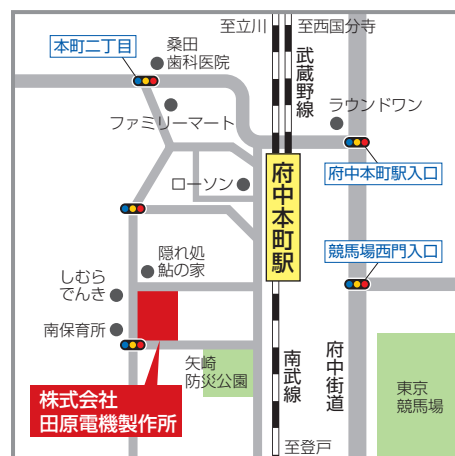 至立川
至西国分寺
本町二丁目
桑田
歯科医院
武蔵野線
ラウンドワン
ファミリーマート
府中本町駅
府中本町駅入口
ローソン
競馬場西門入口
隠れ処
鮎の家
しむら
でんき
南保育所
矢崎
防災公園
南武線
府中街道
東京
競馬場
株式会社
田原電機製作所
至登戸